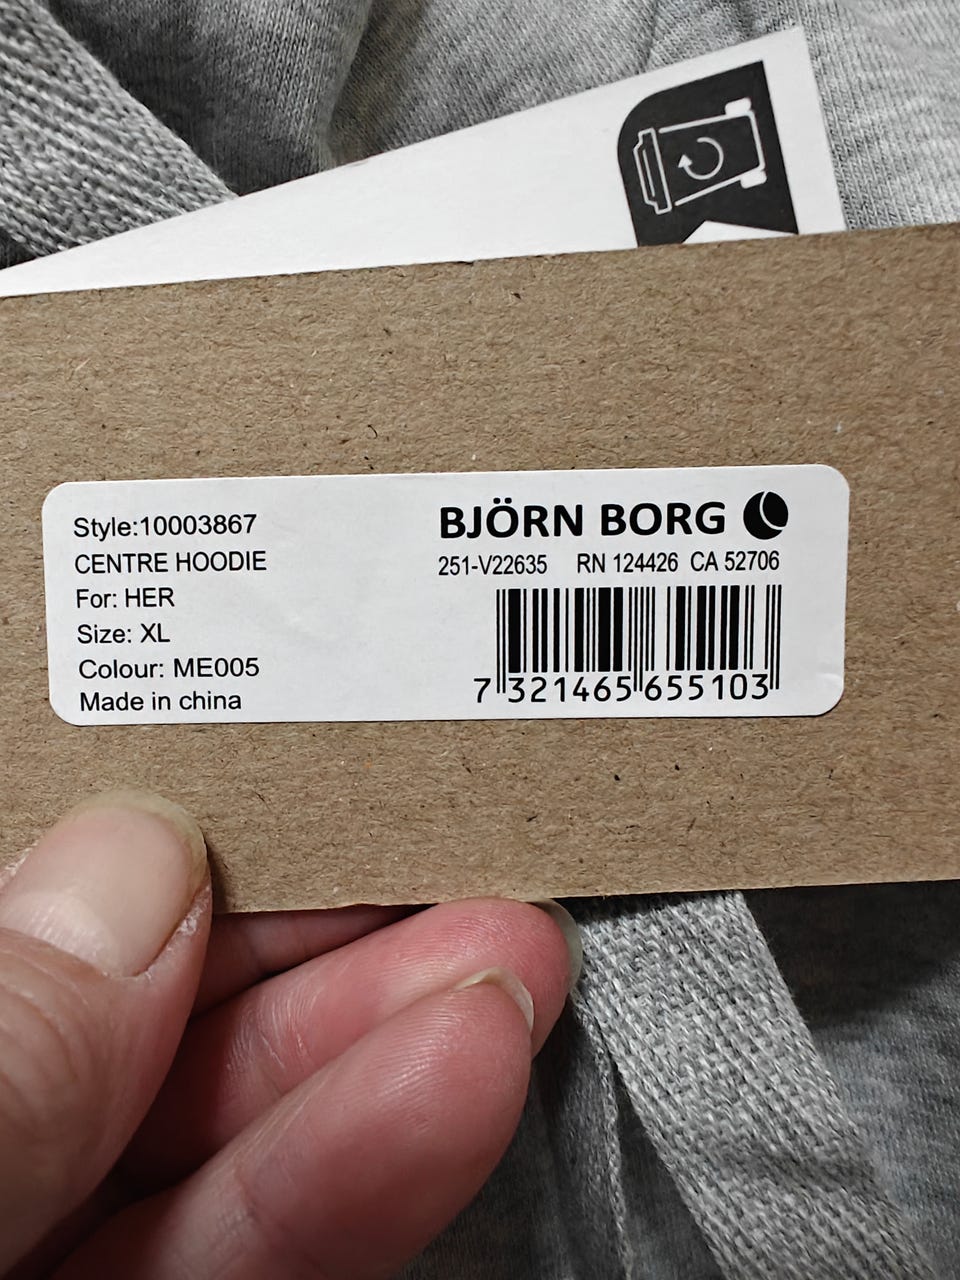 Style:10003867
CENTRE HOODIE
For: HER
Size: XL
Colour: ME005
Made in china
BJÖRN BORG
251-V22635 RN 124426 CA 52706
7 321465 655103